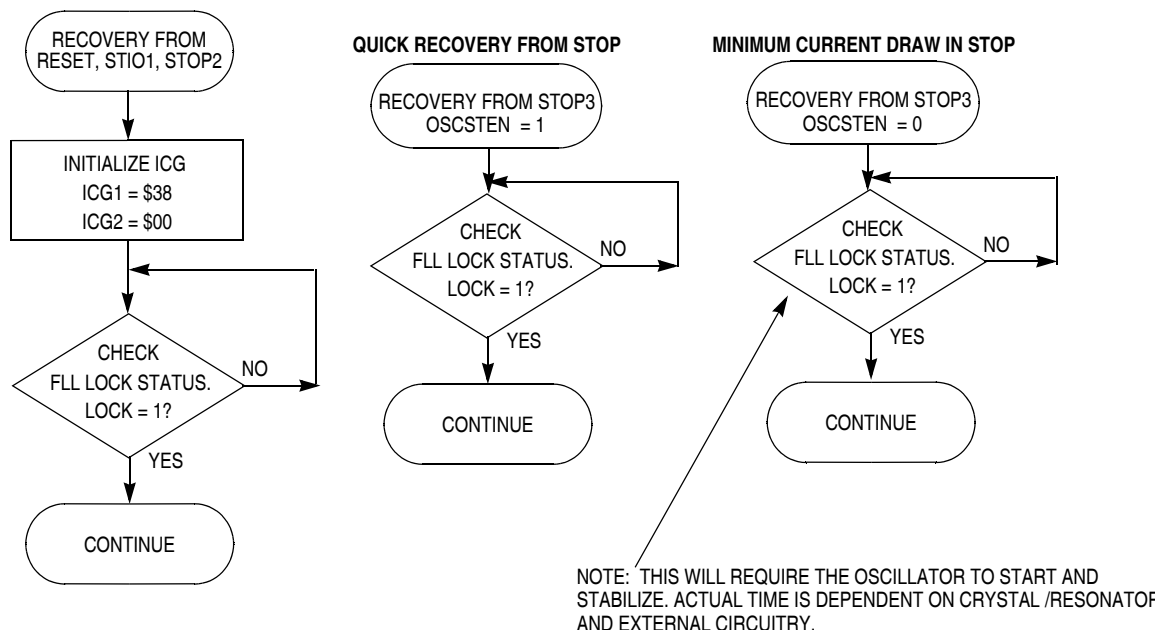 RECOVERY FROM
RESET, STIO1, STOP2
INITIALIZE ICG
ICG1 = $38
ICG2 = $00
CHECK
FLL LOCK STATUS.
LOCK = 1?
NO
YES
CONTINUE
QUICK RECOVERY FROM STOP
RECOVERY FROM STOP3
OSCSTEN = 1
CHECK
FLL LOCK STATUS.
LOCK = 1?
NO
YES
CONTINUE
MINIMUM CURRENT DRAW IN STOP
RECOVERY FROM STOP3
OSCSTEN = 0
CHECK
FLL LOCK STATUS.
LOCK = 1?
NO
YES
CONTINUE
NOTE: THIS WILL REQUIRE THE OSCILLATOR TO START AND
STABILIZE. ACTUAL TIME IS DEPENDENT ON CRYSTAL /RESONATOR
AND EXTERNAL CIRCUITRY.